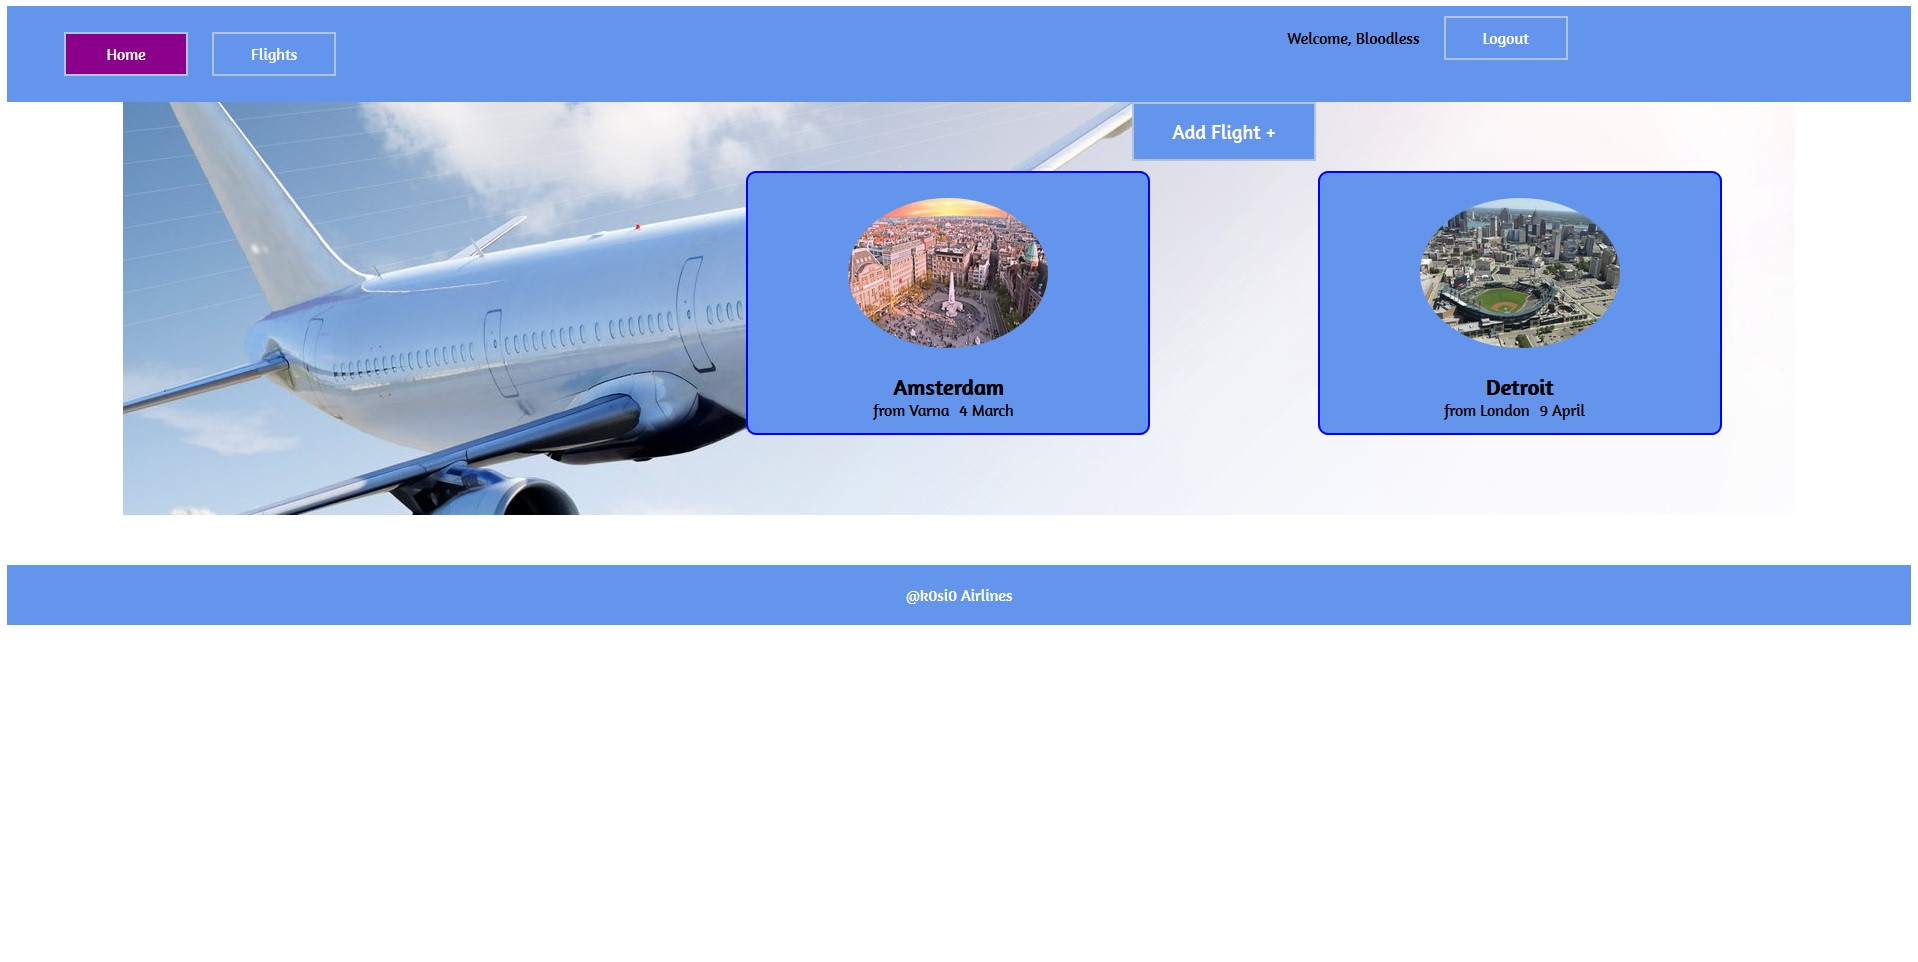 Home Flights Welcome, Bloodless Logout
Add Flight +
Amsterdam
from Varna 4 March
Detroit
from London 9 April
@k0si0 Airlines